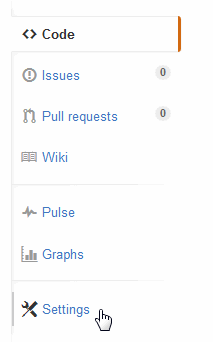 Code
Issues 0
Pull requests 0
Wiki
Pulse
Graphs
Settings